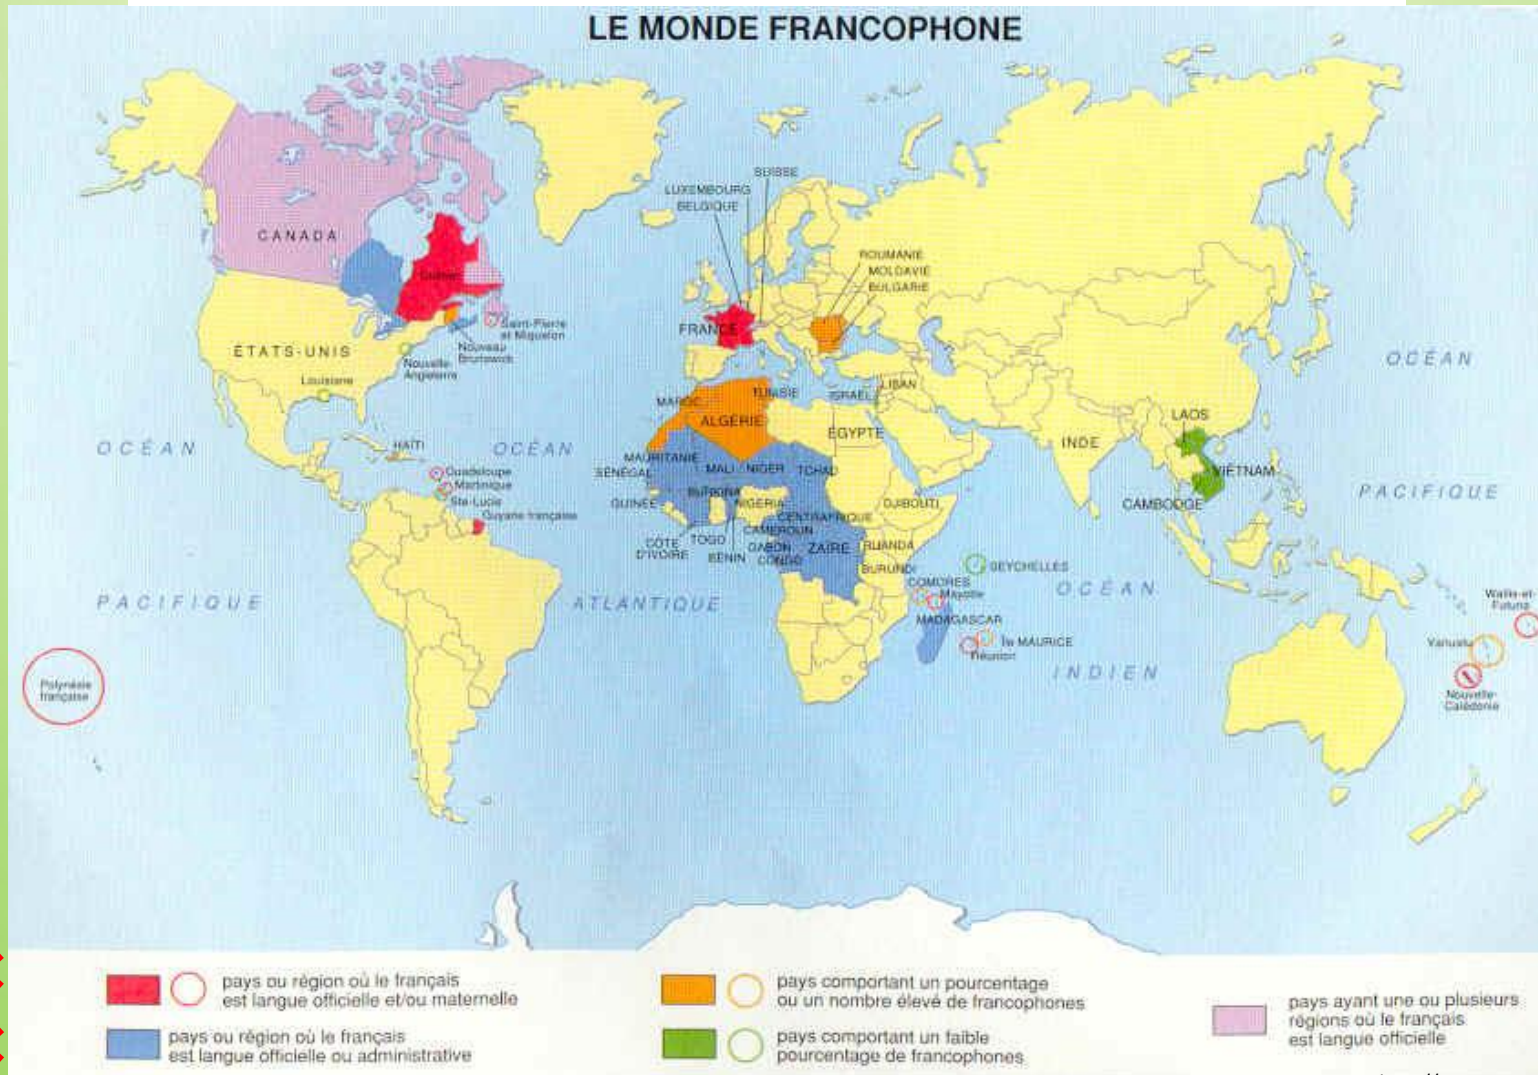 LE MONDE FRANCOPHONE
SUISSE
LUXEMBOURG
BELGIQUE
CANADA
Québec
ROUMANIE
MOLDAVIE
BULGARIE
FRANCE
Saint-Pierre
et Miquelon
Nouveau
Brunswick
ÉTATS-UNIS
Nouvelle-
Angleterre
Louisiane
OCÉAN
PACIFIQUE
OCÉAN
ATLANTIQUE
HAÏTI
Guadeloupe
Martinique
Ste-Lucie
Guyane française
MAROC
TUNISIE
ALGÉRIE
ISRAEL
LIBAN
ÉGYPTE
MAURITANIE
SÉNÉGAL
MALI
NIGER
TCHAD
BURKINA
GUINÉE
NIGERIA
DJIBOUTI
CENTRAFRIQUE
CÔTE
D'IVOIRE
TOGO
BÉNIN
CAMEROUN
GABON
CONGO
ZAÏRE
RUANDA
BURUNDI
SEYCHELLES
COMORES
Mayotte
MADAGASCAR
Île MAURICE
Réunion
INDE
LAOS
VIÊTNAM
CAMBODGE
OCÉAN
INDIEN
OCÉAN
PACIFIQUE
Wallis-et-
Futuna
Vanuatu
Nouvelle-
Calédonie
Polynésie
française
pays ou région où le français
est langue officielle et/ou maternelle
pays ou région où le français
est langue officielle ou administrative
pays comportant un pourcentage
ou un nombre élevé de francophones
pays comportant un faible
pourcentage de francophones
pays ayant une ou plusieurs
régions où le français
est langue officielle